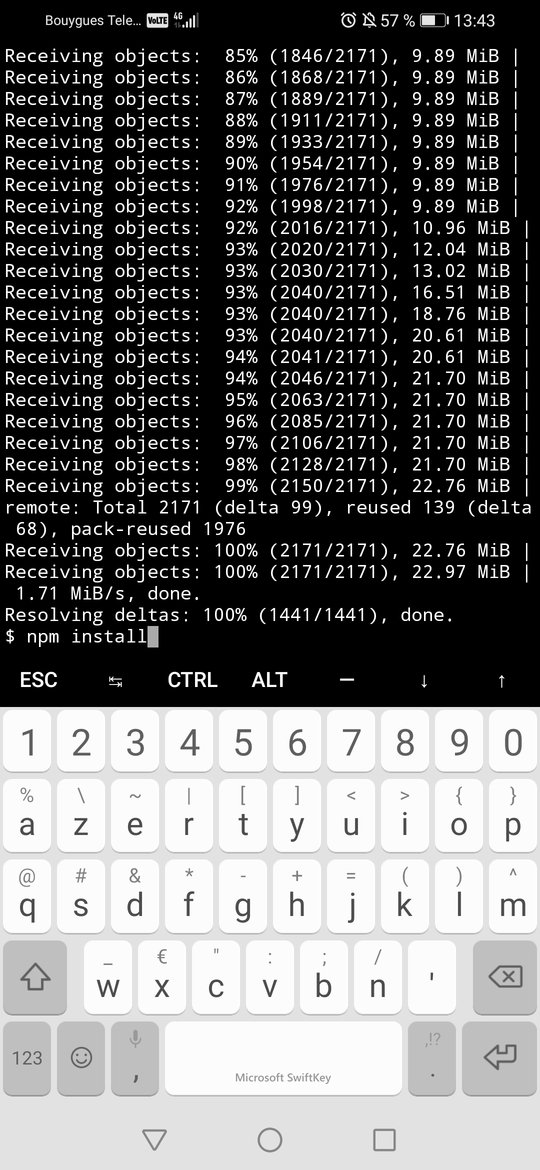 Bouygues Tele… VoLTE 4G 57 % 13:43
Receiving objects:  85% (1846/2171), 9.89 MiB |
Receiving objects:  86% (1868/2171), 9.89 MiB |
Receiving objects:  87% (1889/2171), 9.89 MiB |
Receiving objects:  88% (1911/2171), 9.89 MiB |
Receiving objects:  89% (1933/2171), 9.89 MiB |
Receiving objects:  90% (1954/2171), 9.89 MiB |
Receiving objects:  91% (1976/2171), 9.89 MiB |
Receiving objects:  92% (1998/2171), 9.89 MiB |
Receiving objects:  92% (2016/2171), 10.96 MiB |
Receiving objects:  93% (2020/2171), 12.04 MiB |
Receiving objects:  93% (2030/2171), 13.02 MiB |
Receiving objects:  93% (2040/2171), 16.51 MiB |
Receiving objects:  93% (2040/2171), 18.76 MiB |
Receiving objects:  93% (2040/2171), 20.61 MiB |
Receiving objects:  94% (2041/2171), 20.61 MiB |
Receiving objects:  94% (2046/2171), 21.70 MiB |
Receiving objects:  95% (2063/2171), 21.70 MiB |
Receiving objects:  96% (2085/2171), 21.70 MiB |
Receiving objects:  97% (2106/2171), 21.70 MiB |
Receiving objects:  98% (2128/2171), 21.70 MiB |
Receiving objects:  99% (2150/2171), 22.76 MiB |
remote: Total 2171 (delta 99), reused 139 (delta
 68), pack-reused 1976
Receiving objects: 100% (2171/2171), 22.76 MiB |
Receiving objects: 100% (2171/2171), 22.97 MiB |
 1.71 MiB/s, done.
Resolving deltas: 100% (1441/1441), done.
$ npm install
ESC ↹ CTRL ALT — ↓ ↑
1 2 3 4 5 6 7 8 9 0
% \ ~ | [ ] < > { }
a z e r t y u i o p
@ # & * - + = ( ) ^
q s d f g h j k l m
_ € " : ; /
w x c v b n '
,!?
123 , Microsoft SwiftKey .